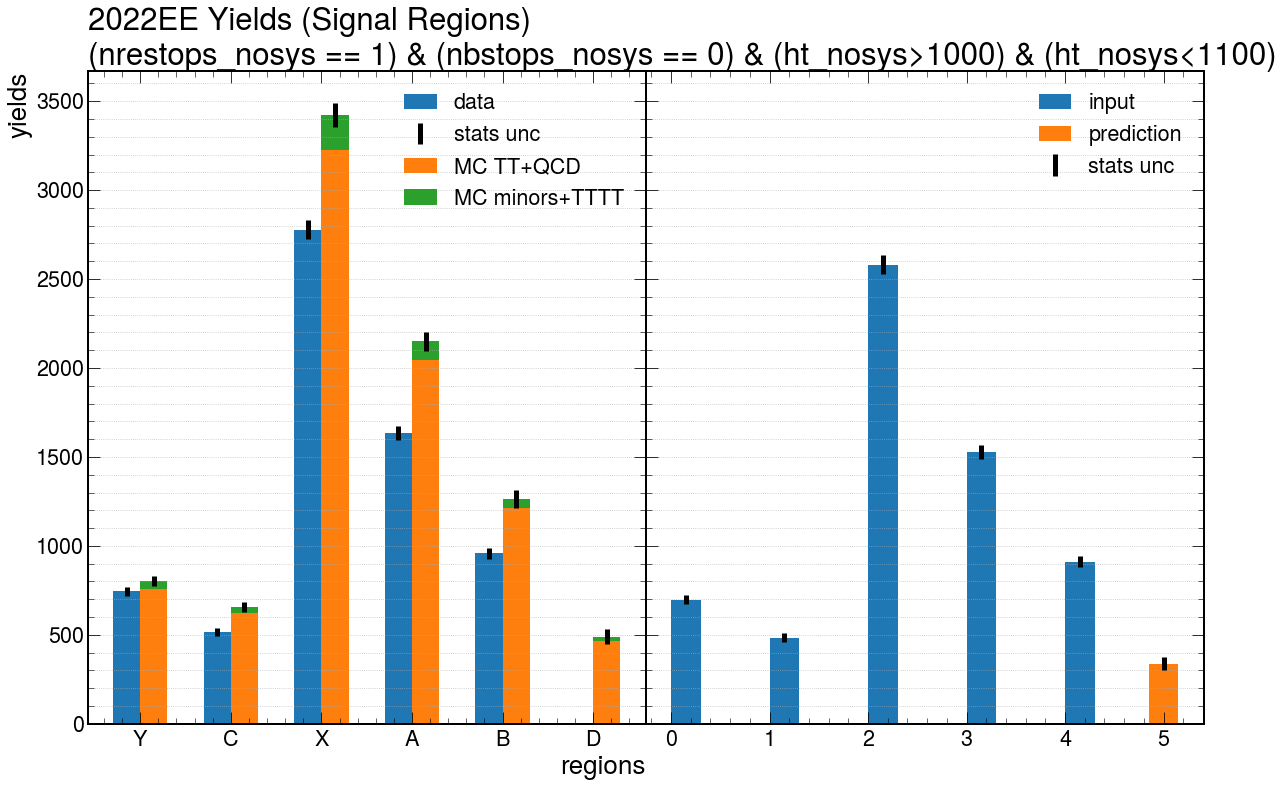 2022EE Yields (Signal Regions)
(nrestops_nosys == 1) & (nbstops_nosys == 0) & (ht_nosys>1000) & (ht_nosys<1100)
yields
3500
3000
2500
2000
1500
1000
500
0
data
stats unc
MC TT+QCD
MC minors+TTTT
Y C X A B D
regions
input
prediction
stats unc
0 1 2 3 4 5